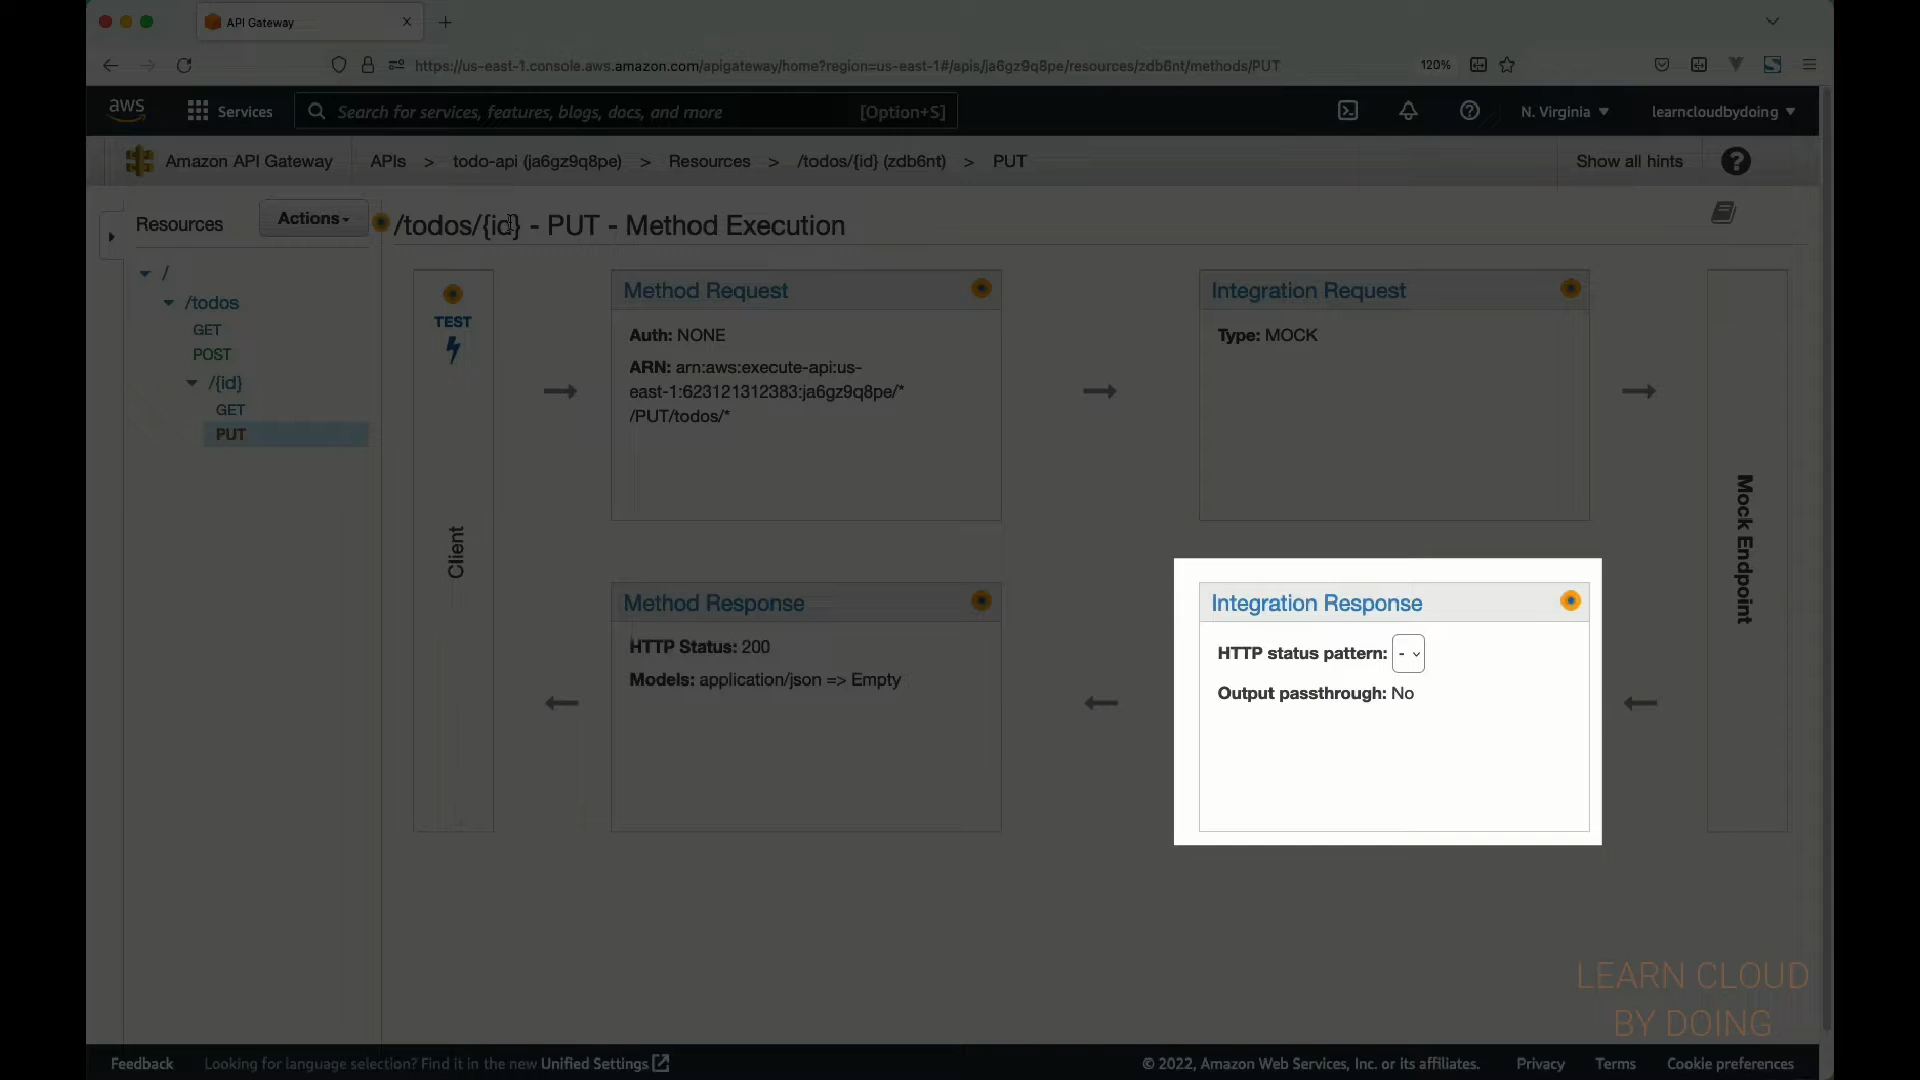 API Gateway
https://us-east-1.console.aws.amazon.com/apigateway/home?region=us-east-1#/apis/ja6gz9q8pe/resources/zdb6nt/methods/PUT
120%
aws
Services
Search for services, features, blogs, docs, and more
[Option+S]
N. Virginia
learncloudbydoing
Amazon API Gateway
APIs > todo-api (ja6gz9q8pe) > Resources > /todos/{id} (zdb6nt) > PUT
Show all hints
Resources
Actions
/todos/{id} - PUT - Method Execution
/
/todos
GET
POST
/{id}
GET
PUT
TEST
Client
Method Request
Auth: NONE
ARN: arn:aws:execute-api:us-
east-1:623121312383:ja6gz9q8pe/*
/PUT/todos/*
Integration Request
Type: MOCK
Mock Endpoint
Method Response
HTTP Status: 200
Models: application/json => Empty
Integration Response
HTTP status pattern: -
Output passthrough: No
LEARN CLOUD
BY DOING
Feedback
Looking for language selection? Find it in the new Unified Settings
© 2022, Amazon Web Services, Inc. or its affiliates.
Privacy
Terms
Cookie preferences